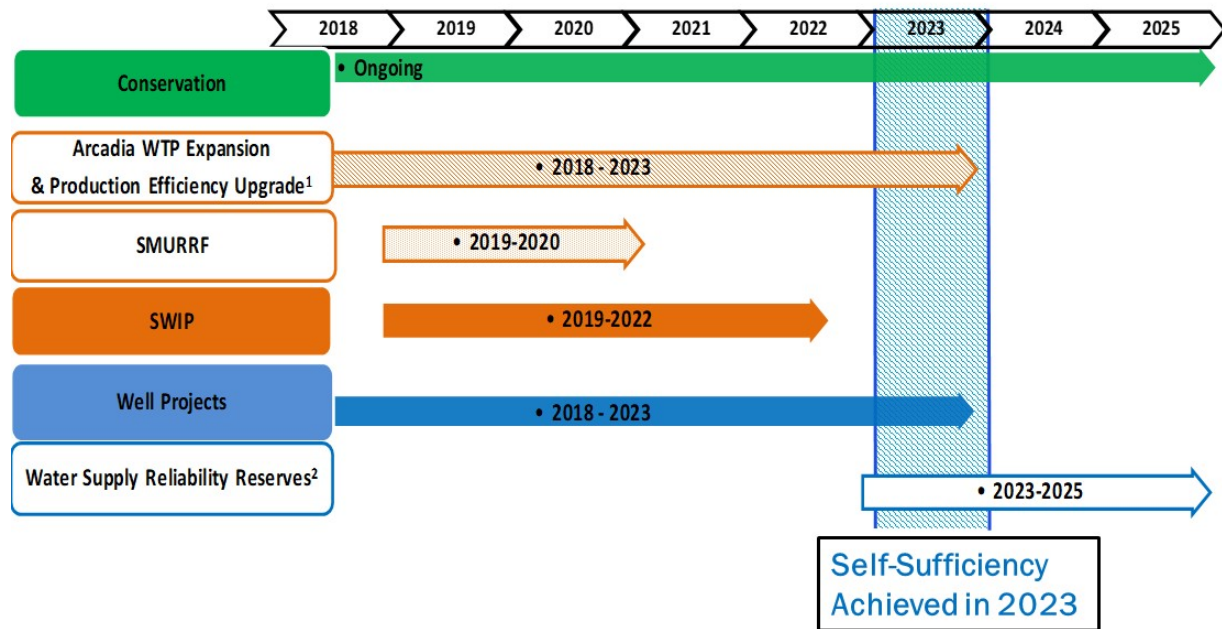 2018 2019 2020 2021 2022 2023 2024 2025
Conservation
• Ongoing
Arcadia WTP Expansion
& Production Efficiency Upgrade¹
• 2018 - 2023
SMURRF
• 2019-2020
SWIP
• 2019-2022
Well Projects
• 2018 - 2023
Water Supply Reliability Reserves²
• 2023-2025
Self-Sufficiency
Achieved in 2023